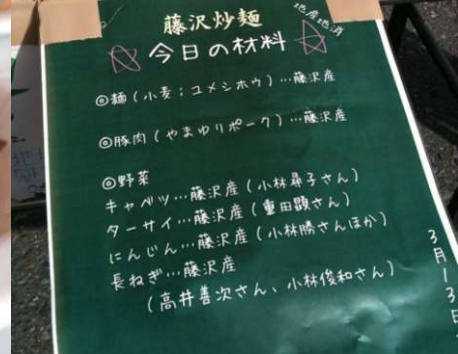 藤沢炒麺
地産地消
今日の材料
◎麺(小麦:ユメシホウ)…藤沢産
◎豚肉(やまゆりポーク)…藤沢産
◎野菜
キャベツ…藤沢産(小林尋子さん)
ターサイ…藤沢産(重田顕さん)
にんじん…藤沢産(小林勝さんほか)
長ねぎ…藤沢産
(高井善次さん、小林俊和さん)
3月13日